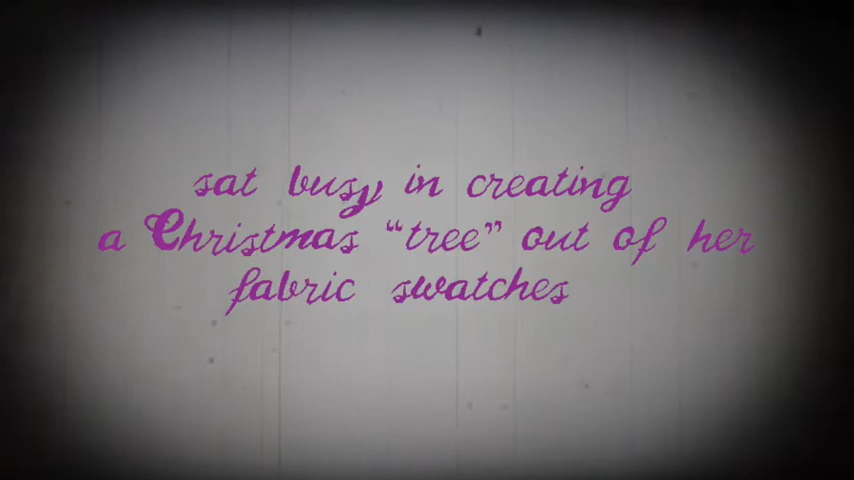 sat busy in creating
a Christmas “tree” out of her
fabric swatches